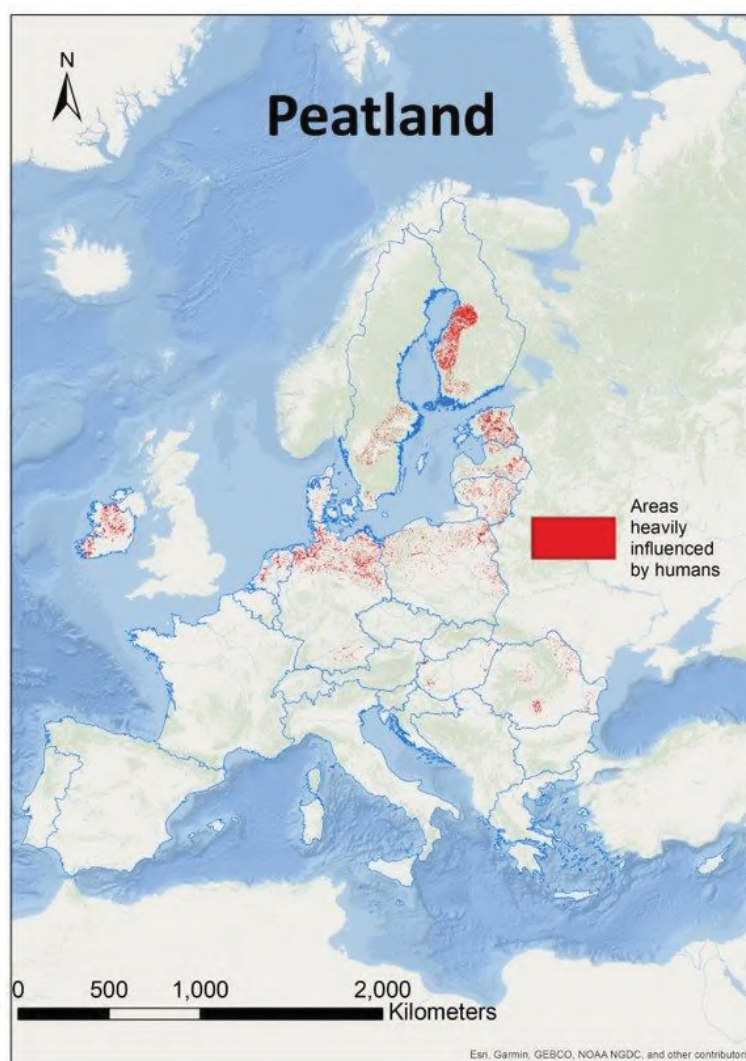 N
Peatland
Areas
heavily
influenced
by humans
0 500 1,000 2,000
Kilometers
Esri, Garmin, GEBCO, NOAA NGDC, and other contributors